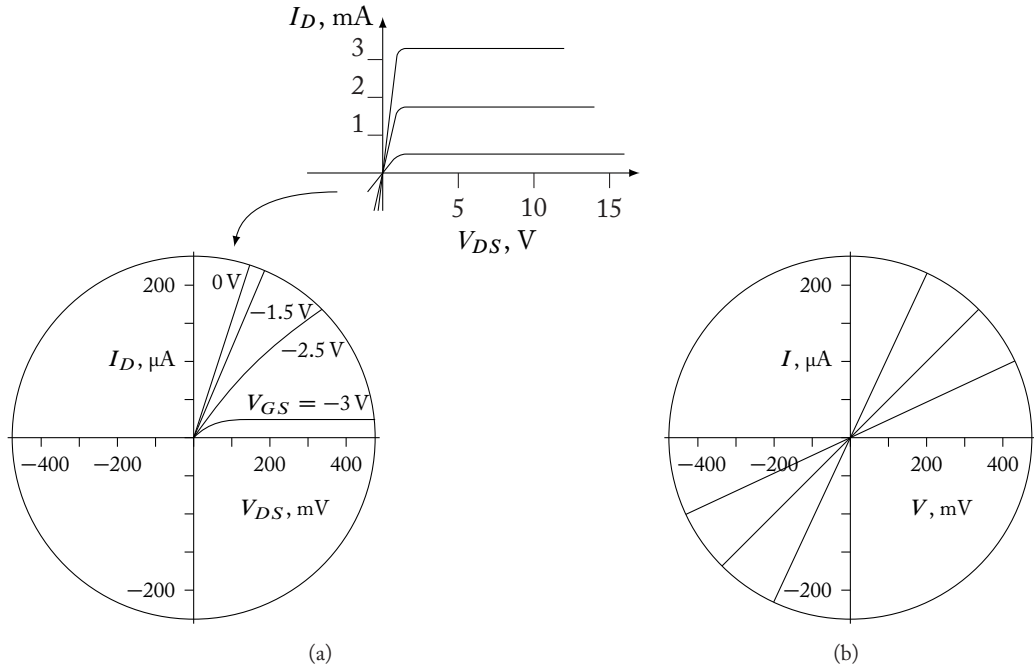 I_D, mA
3
2
1
5 10 15
V_DS, V
0 V
200
−1.5 V
−2.5 V
I_D, μA
V_GS = −3 V
−400 −200 200 400
V_DS, mV
−200
(a)
200
I, μA
−400 −200 200 400
V, mV
−200
(b)